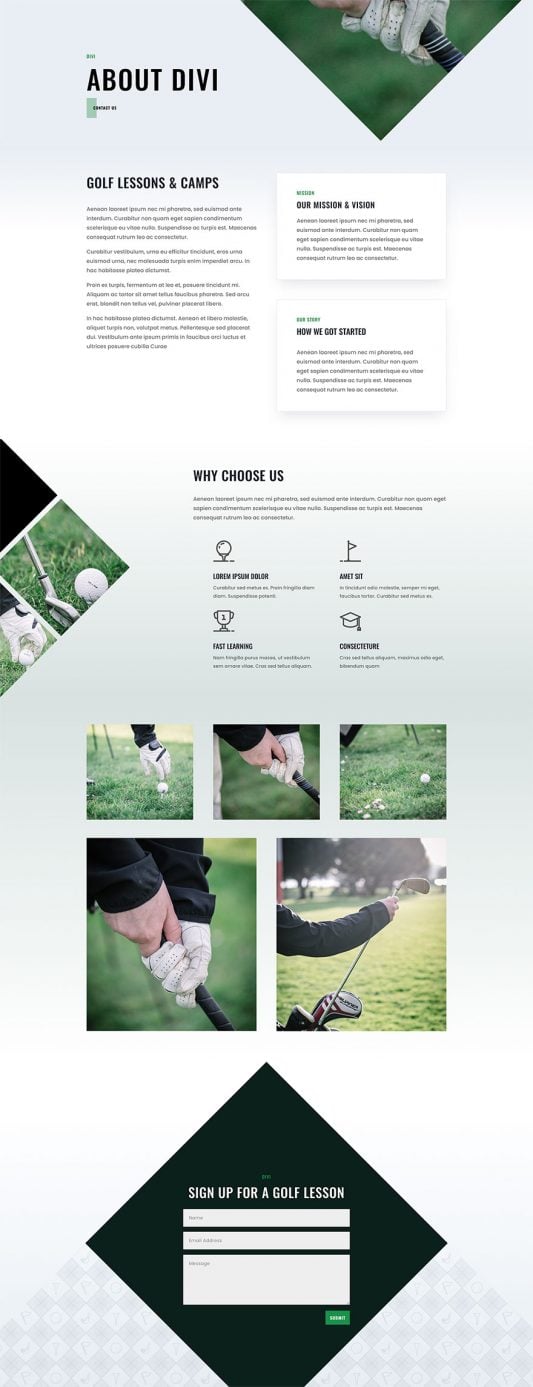 DIVI
ABOUT DIVI
CONTACT US
GOLF LESSONS & CAMPS
Aenean laoreet ipsum nec mi pharetra, sed euismod ante
interdum. Curabitur non quam eget sapien condimentum
scelerisque eu vitae nulla. Suspendisse ac turpis est. Maecenas
consequat rutrum leo ac consectetur.
Curabitur vestibulum, urna eu efficitur tincidunt, eros urna
euismod urna, nec malesuada turpis enim imperdiet arcu. In
hac habitasse platea dictumst.
Proin ex turpis, fermentum at leo et, posuere tincidunt mi.
Aliquam ac tortor sit amet tellus faucibus pharetra. Sed arcu
erat, blandit non tellus vel, pulvinar placerat libero.
In hac habitasse platea dictumst. Aenean et libero molestie,
aliquet turpis non, volutpat metus. Pellentesque sed placerat
dui. Vestibulum ante ipsum primis in faucibus orci luctus et
ultrices posuere cubilia Curae
MISSION
OUR MISSION & VISION
Aenean laoreet ipsum nec mi pharetra, sed
euismod ante interdum. Curabitur non quam
eget sapien condimentum scelerisque eu vitae
nulla. Suspendisse ac turpis est. Maecenas
consequat rutrum leo ac consectetur.
OUR STORY
HOW WE GOT STARTED
Aenean laoreet ipsum nec mi pharetra, sed
euismod ante interdum. Curabitur non quam
eget sapien condimentum scelerisque eu vitae
nulla. Suspendisse ac turpis est. Maecenas
consequat rutrum leo ac consectetur.
WHY CHOOSE US
Aenean laoreet ipsum nec mi pharetra, sed euismod ante interdum. Curabitur non quam eget
sapien condimentum scelerisque eu vitae nulla. Suspendisse ac turpis est. Maecenas
consequat rutrum leo ac consectetur.
LOREM IPSUM DOLOR
Curabitur sed metus ex. Proin fringilla diam
diam. Suspendisse potenti.
AMET SIT
In tincidunt odio molestie, semper mi eget,
faucibus tortor. Curabitur sed metus ex.
1
FAST LEARNING
Nam fringilla purus massa, ut vestibulum
sem ornare vitae. Cras sed tellus aliquam.
CONSECTETURE
Cras sed tellus aliquam, maximus odio eget,
bibendum quam
DIVI
SIGN UP FOR A GOLF LESSON
Name
Email Address
Message
SUBMIT